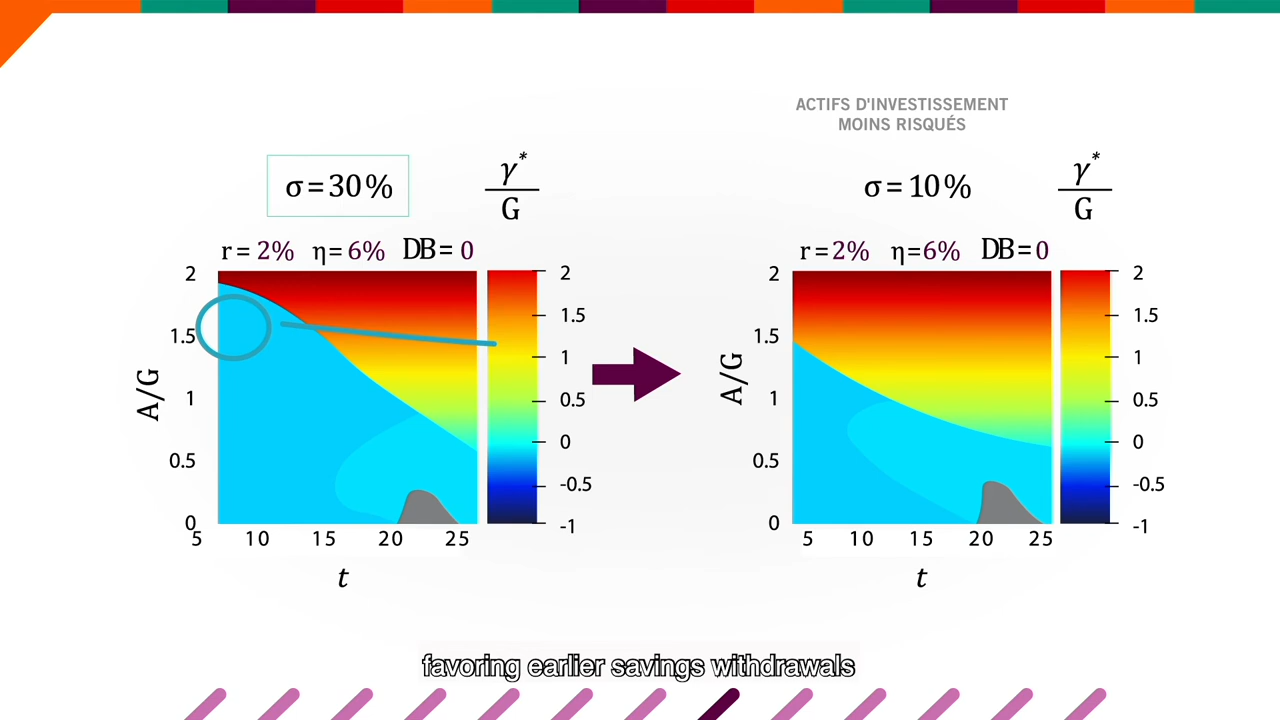 ACTIFS D'INVESTISSEMENT
MOINS RISQUÉS
σ = 30%
γ*
G
r = 2% η = 6% DB = 0
2
1.5
1
0.5
0
A/G
5 10 15 20 25
t
2
1.5
1
0.5
0
-0.5
-1
σ = 10%
γ*
G
r = 2% η = 6% DB = 0
2
1.5
1
0.5
0
A/G
5 10 15 20 25
t
2
1.5
1
0.5
0
-0.5
-1
favoring earlier savings withdrawals